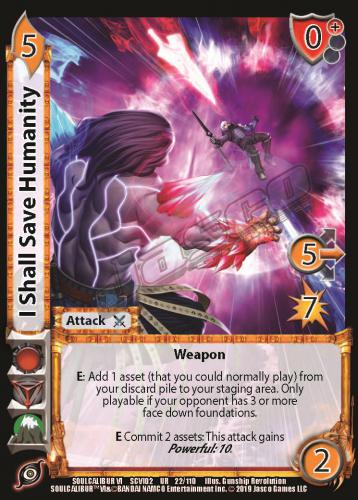 5
0
+
I Shall Save Humanity
JASCO
5
7
Attack
Weapon
E: Add 1 asset (that you could normally play) from
your discard pile to your staging area. Only
playable if your opponent has 3 or more
face down foundations.
E Commit 2 assets: This attack gains
Powerful: 10.
2
SOULCALIBUR VI SCVI02 UR 22/110 Illus. Gunship Revolution
SOULCALIBUR™VI&©BANDAI NAMCO Entertainment Inc. ©2019 Jasco Games LLC